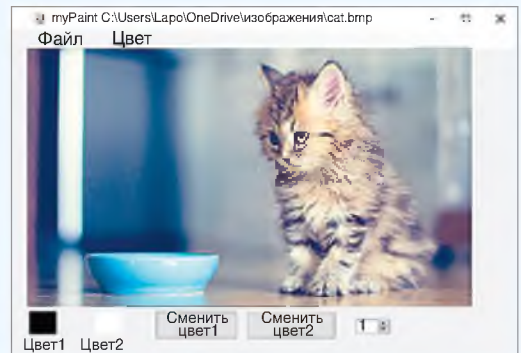 myPaint C:\Users\Lapo\OneDrive\изображения\cat.bmp
Файл Цвет
Сменить цвет1
Сменить цвет2
1
Цвет1 Цвет2